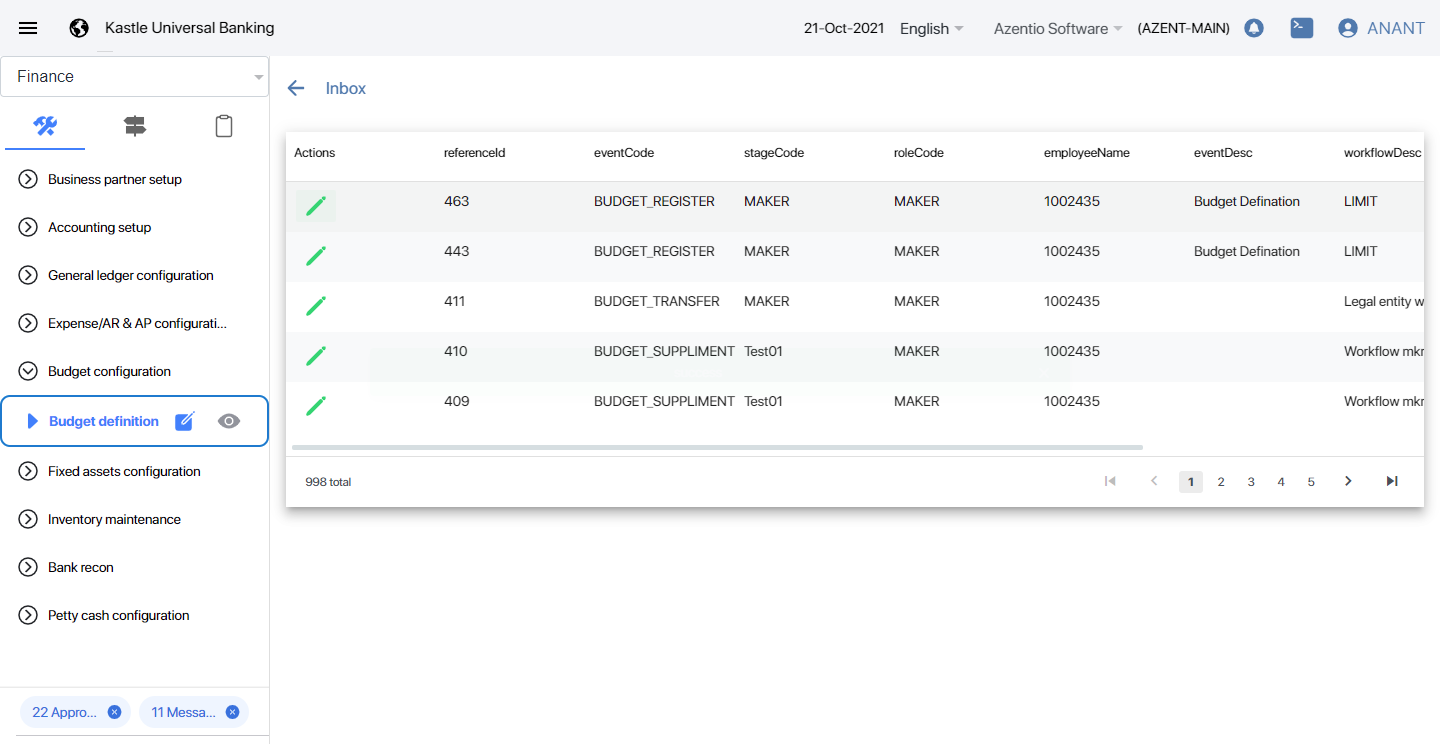 Kastle Universal Banking
21-Oct-2021 English Azentio Software (AZENT-MAIN) ANANT
Finance
Business partner setup
Accounting setup
General ledger configuration
Expense/AR & AP configurati...
Budget configuration
Budget definition
Fixed assets configuration
Inventory maintenance
Bank recon
Petty cash configuration
22 Appro... 11 Messa...
Inbox
Actions referenceId eventCode stageCode roleCode employeeName eventDesc workflowDesc
463 BUDGET_REGISTER MAKER MAKER 1002435 Budget Defination LIMIT
443 BUDGET_REGISTER MAKER MAKER 1002435 Budget Defination LIMIT
411 BUDGET_TRANSFER MAKER MAKER 1002435 Legal entity w
410 BUDGET_SUPPLIMENT Test01 MAKER 1002435 Workflow mkr
409 BUDGET_SUPPLIMENT Test01 MAKER 1002435 Workflow mkr
998 total 1 2 3 4 5